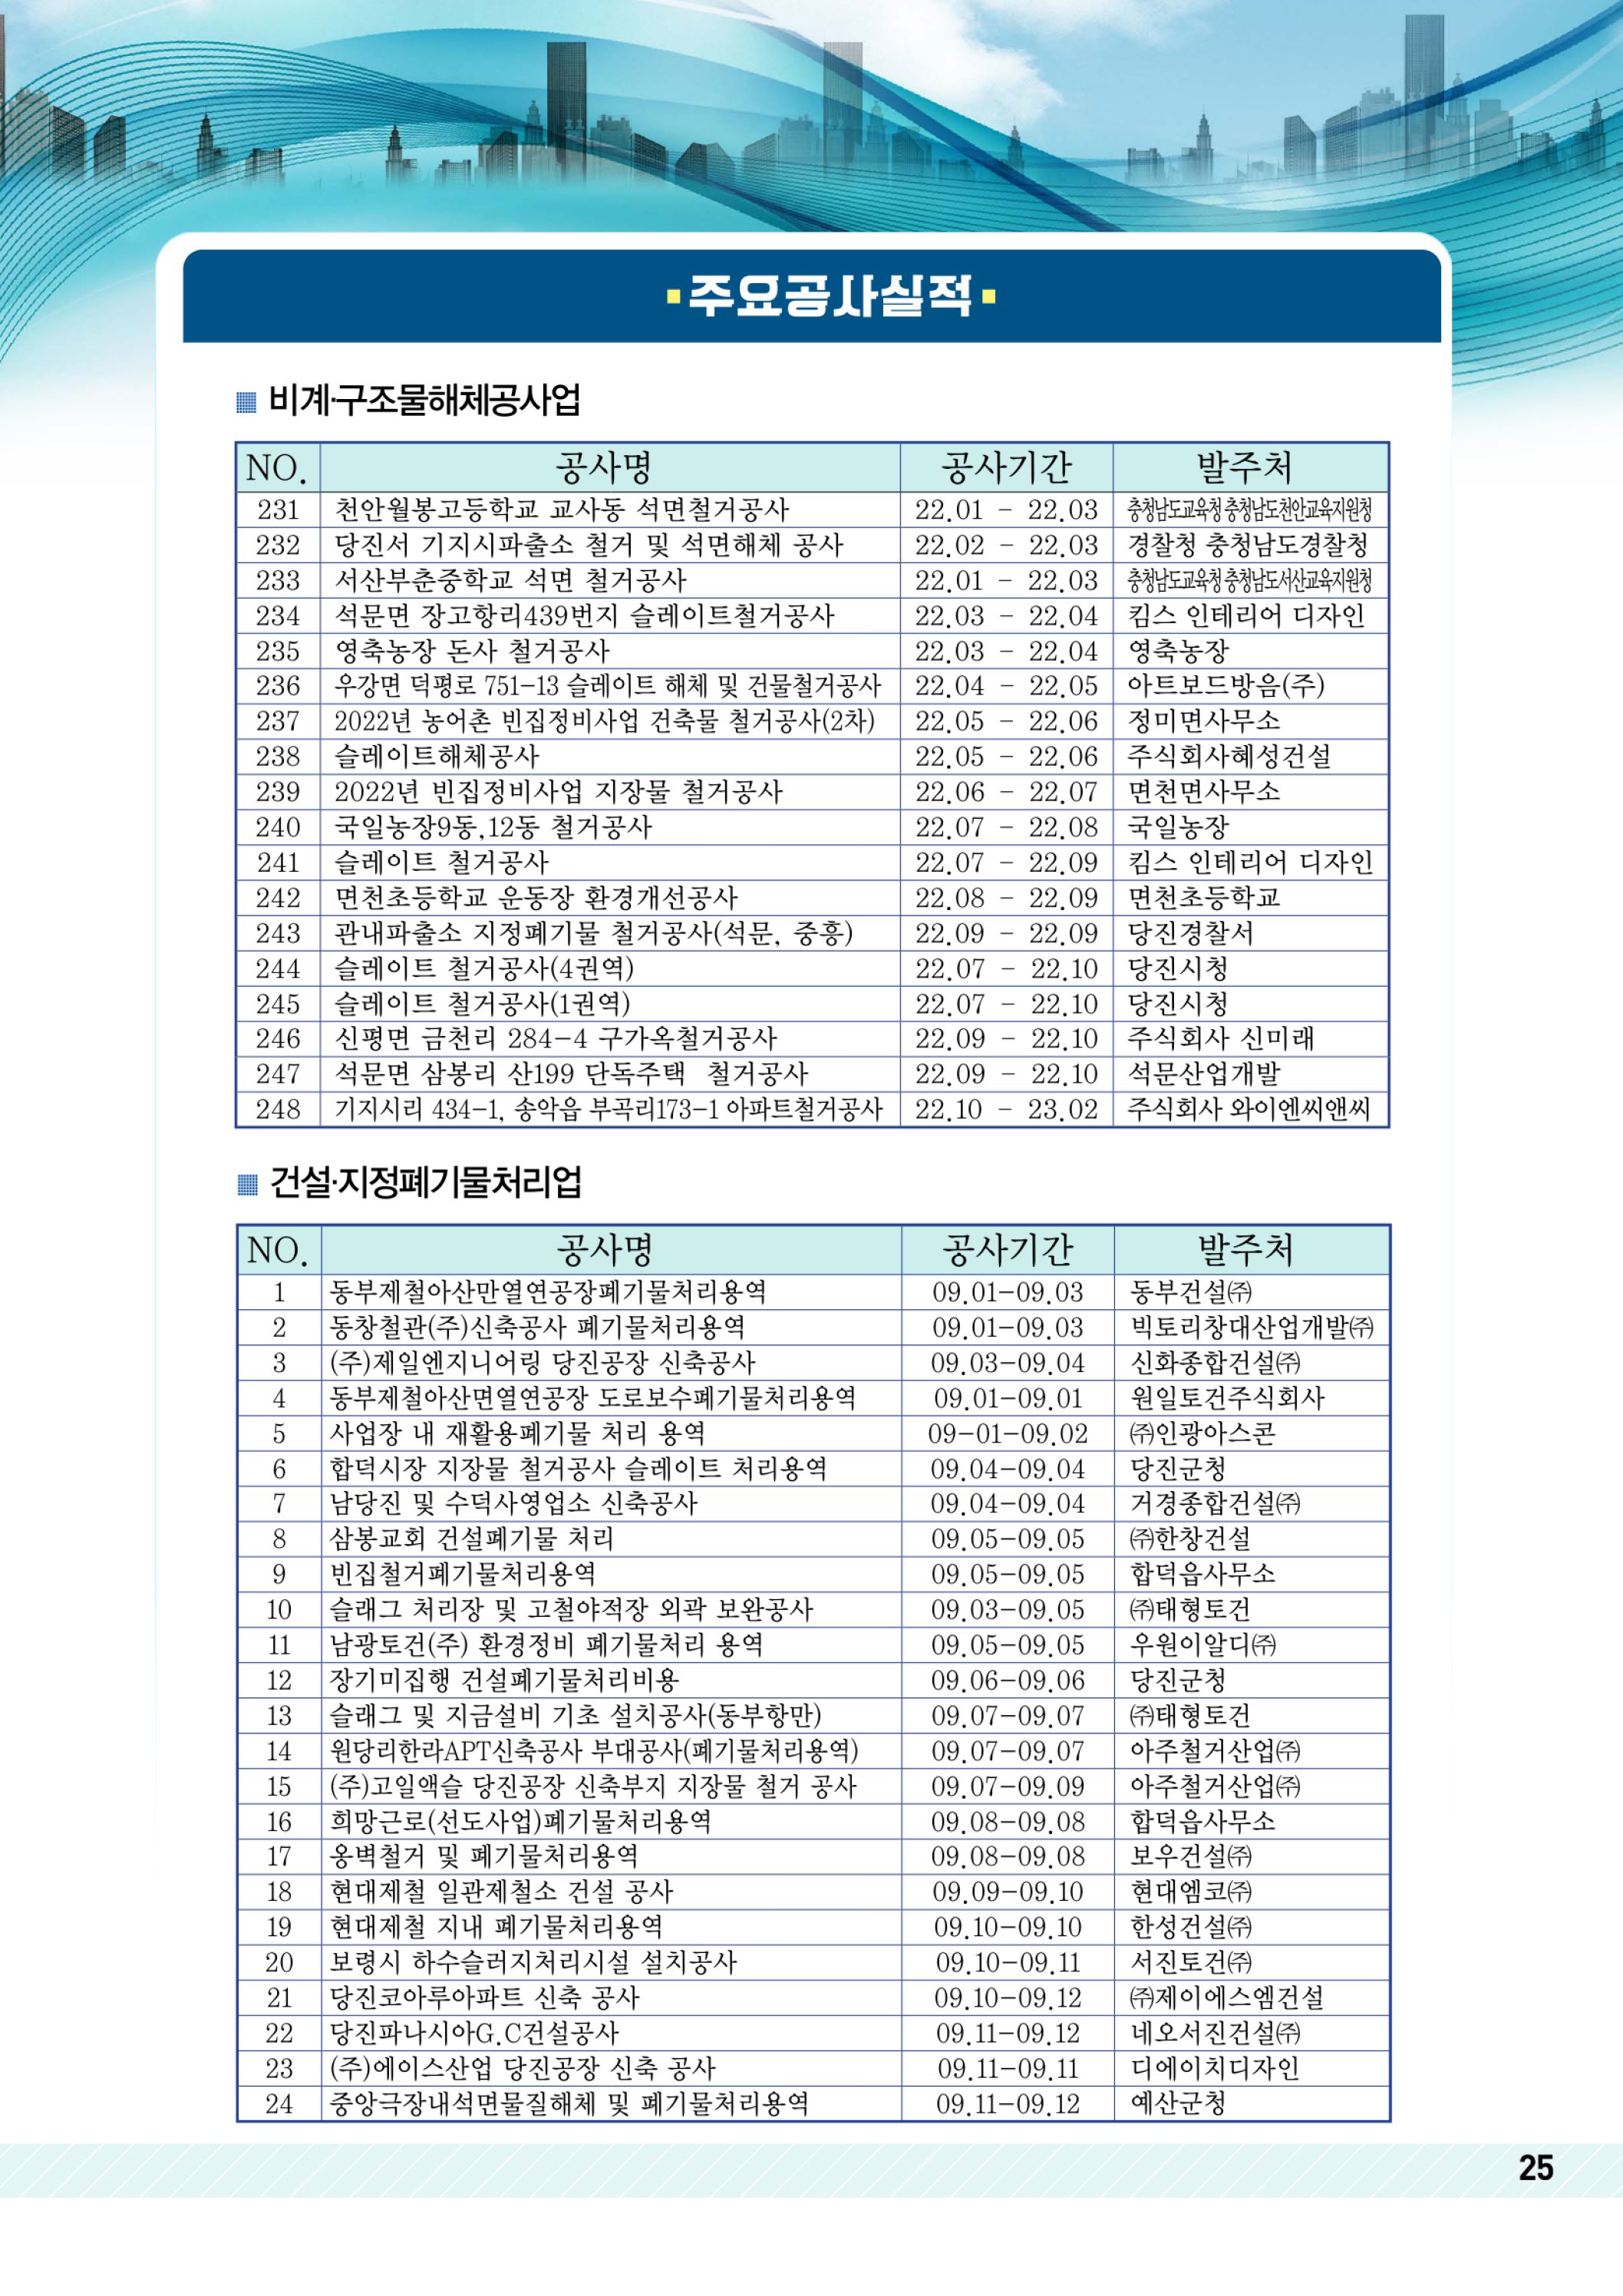 주요공사실적
비계·구조물해체공사업
NO. 공사명 공사기간 발주처
231 천안월봉고등학교 교사동 석면철거공사 22.01 - 22.03 충청남도교육청 충청남도천안교육지원청
232 당진서 기지시파출소 철거 및 석면해체 공사 22.02 - 22.03 경찰청 충청남도경찰청
233 서산부춘중학교 석면 철거공사 22.01 - 22.03 충청남도교육청 충청남도서산교육지원청
234 석문면 장고항리439번지 슬레이트철거공사 22.03 - 22.04 킴스 인테리어 디자인
235 영축농장 돈사 철거공사 22.03 - 22.04 영축농장
236 우강면 덕평로 751-13 슬레이트 해체 및 건물철거공사 22.04 - 22.05 아트보드방음(주)
237 2022년 농어촌 빈집정비사업 건축물 철거공사(2차) 22.05 - 22.06 정미면사무소
238 슬레이트해체공사 22.05 - 22.06 주식회사혜성건설
239 2022년 빈집정비사업 지장물 철거공사 22.06 - 22.07 면천면사무소
240 국일농장9동,12동 철거공사 22.07 - 22.08 국일농장
241 슬레이트 철거공사 22.07 - 22.09 킴스 인테리어 디자인
242 면천초등학교 운동장 환경개선공사 22.08 - 22.09 면천초등학교
243 관내파출소 지정폐기물 철거공사(석문, 중흥) 22.09 - 22.09 당진경찰서
244 슬레이트 철거공사(4권역) 22.07 - 22.10 당진시청
245 슬레이트 철거공사(1권역) 22.07 - 22.10 당진시청
246 신평면 금천리 284-4 구가옥철거공사 22.09 - 22.10 주식회사 신미래
247 석문면 삼봉리 산199 단독주택 철거공사 22.09 - 22.10 석문산업개발
248 기지시리 434-1, 송악읍 부곡리173-1 아파트철거공사 22.10 - 23.02 주식회사 와이엔씨앤씨
건설·지정폐기물처리업
NO. 공사명 공사기간 발주처
1 동부제철아산만열연공장폐기물처리용역 09.01-09.03 동부건설㈜
2 동창철관(주)신축공사 폐기물처리용역 09.01-09.03 빅토리창대산업개발㈜
3 (주)제일엔지니어링 당진공장 신축공사 09.03-09.04 신화종합건설㈜
4 동부제철아산면열연공장 도로보수폐기물처리용역 09.01-09.01 원일토건주식회사
5 사업장 내 재활용폐기물 처리 용역 09-01-09.02 ㈜인광아스콘
6 합덕시장 지장물 철거공사 슬레이트 처리용역 09.04-09.04 당진군청
7 남당진 및 수덕사영업소 신축공사 09.04-09.04 거경종합건설㈜
8 삼봉교회 건설폐기물 처리 09.05-09.05 ㈜한창건설
9 빈집철거폐기물처리용역 09.05-09.05 합덕읍사무소
10 슬래그 처리장 및 고철야적장 외곽 보완공사 09.03-09.05 ㈜태형토건
11 남광토건(주) 환경정비 폐기물처리 용역 09.05-09.05 우원이알디㈜
12 장기미집행 건설폐기물처리비용 09.06-09.06 당진군청
13 슬래그 및 지금설비 기초 설치공사(동부항만) 09.07-09.07 ㈜태형토건
14 원당리한라APT신축공사 부대공사(폐기물처리용역) 09.07-09.07 아주철거산업㈜
15 (주)고일액슬 당진공장 신축부지 지장물 철거 공사 09.07-09.09 아주철거산업㈜
16 희망근로(선도사업)폐기물처리용역 09.08-09.08 합덕읍사무소
17 옹벽철거 및 폐기물처리용역 09.08-09.08 보우건설㈜
18 현대제철 일관제철소 건설 공사 09.09-09.10 현대엠코㈜
19 현대제철 지내 폐기물처리용역 09.10-09.10 한성건설㈜
20 보령시 하수슬러지처리시설 설치공사 09.10-09.11 서진토건㈜
21 당진코아루아파트 신축 공사 09.10-09.12 ㈜제이에스엠건설
22 당진파나시아G.C건설공사 09.11-09.12 네오서진건설㈜
23 (주)에이스산업 당진공장 신축 공사 09.11-09.11 디에이치디자인
24 중앙극장내석면물질해체 및 폐기물처리용역 09.11-09.12 예산군청
25